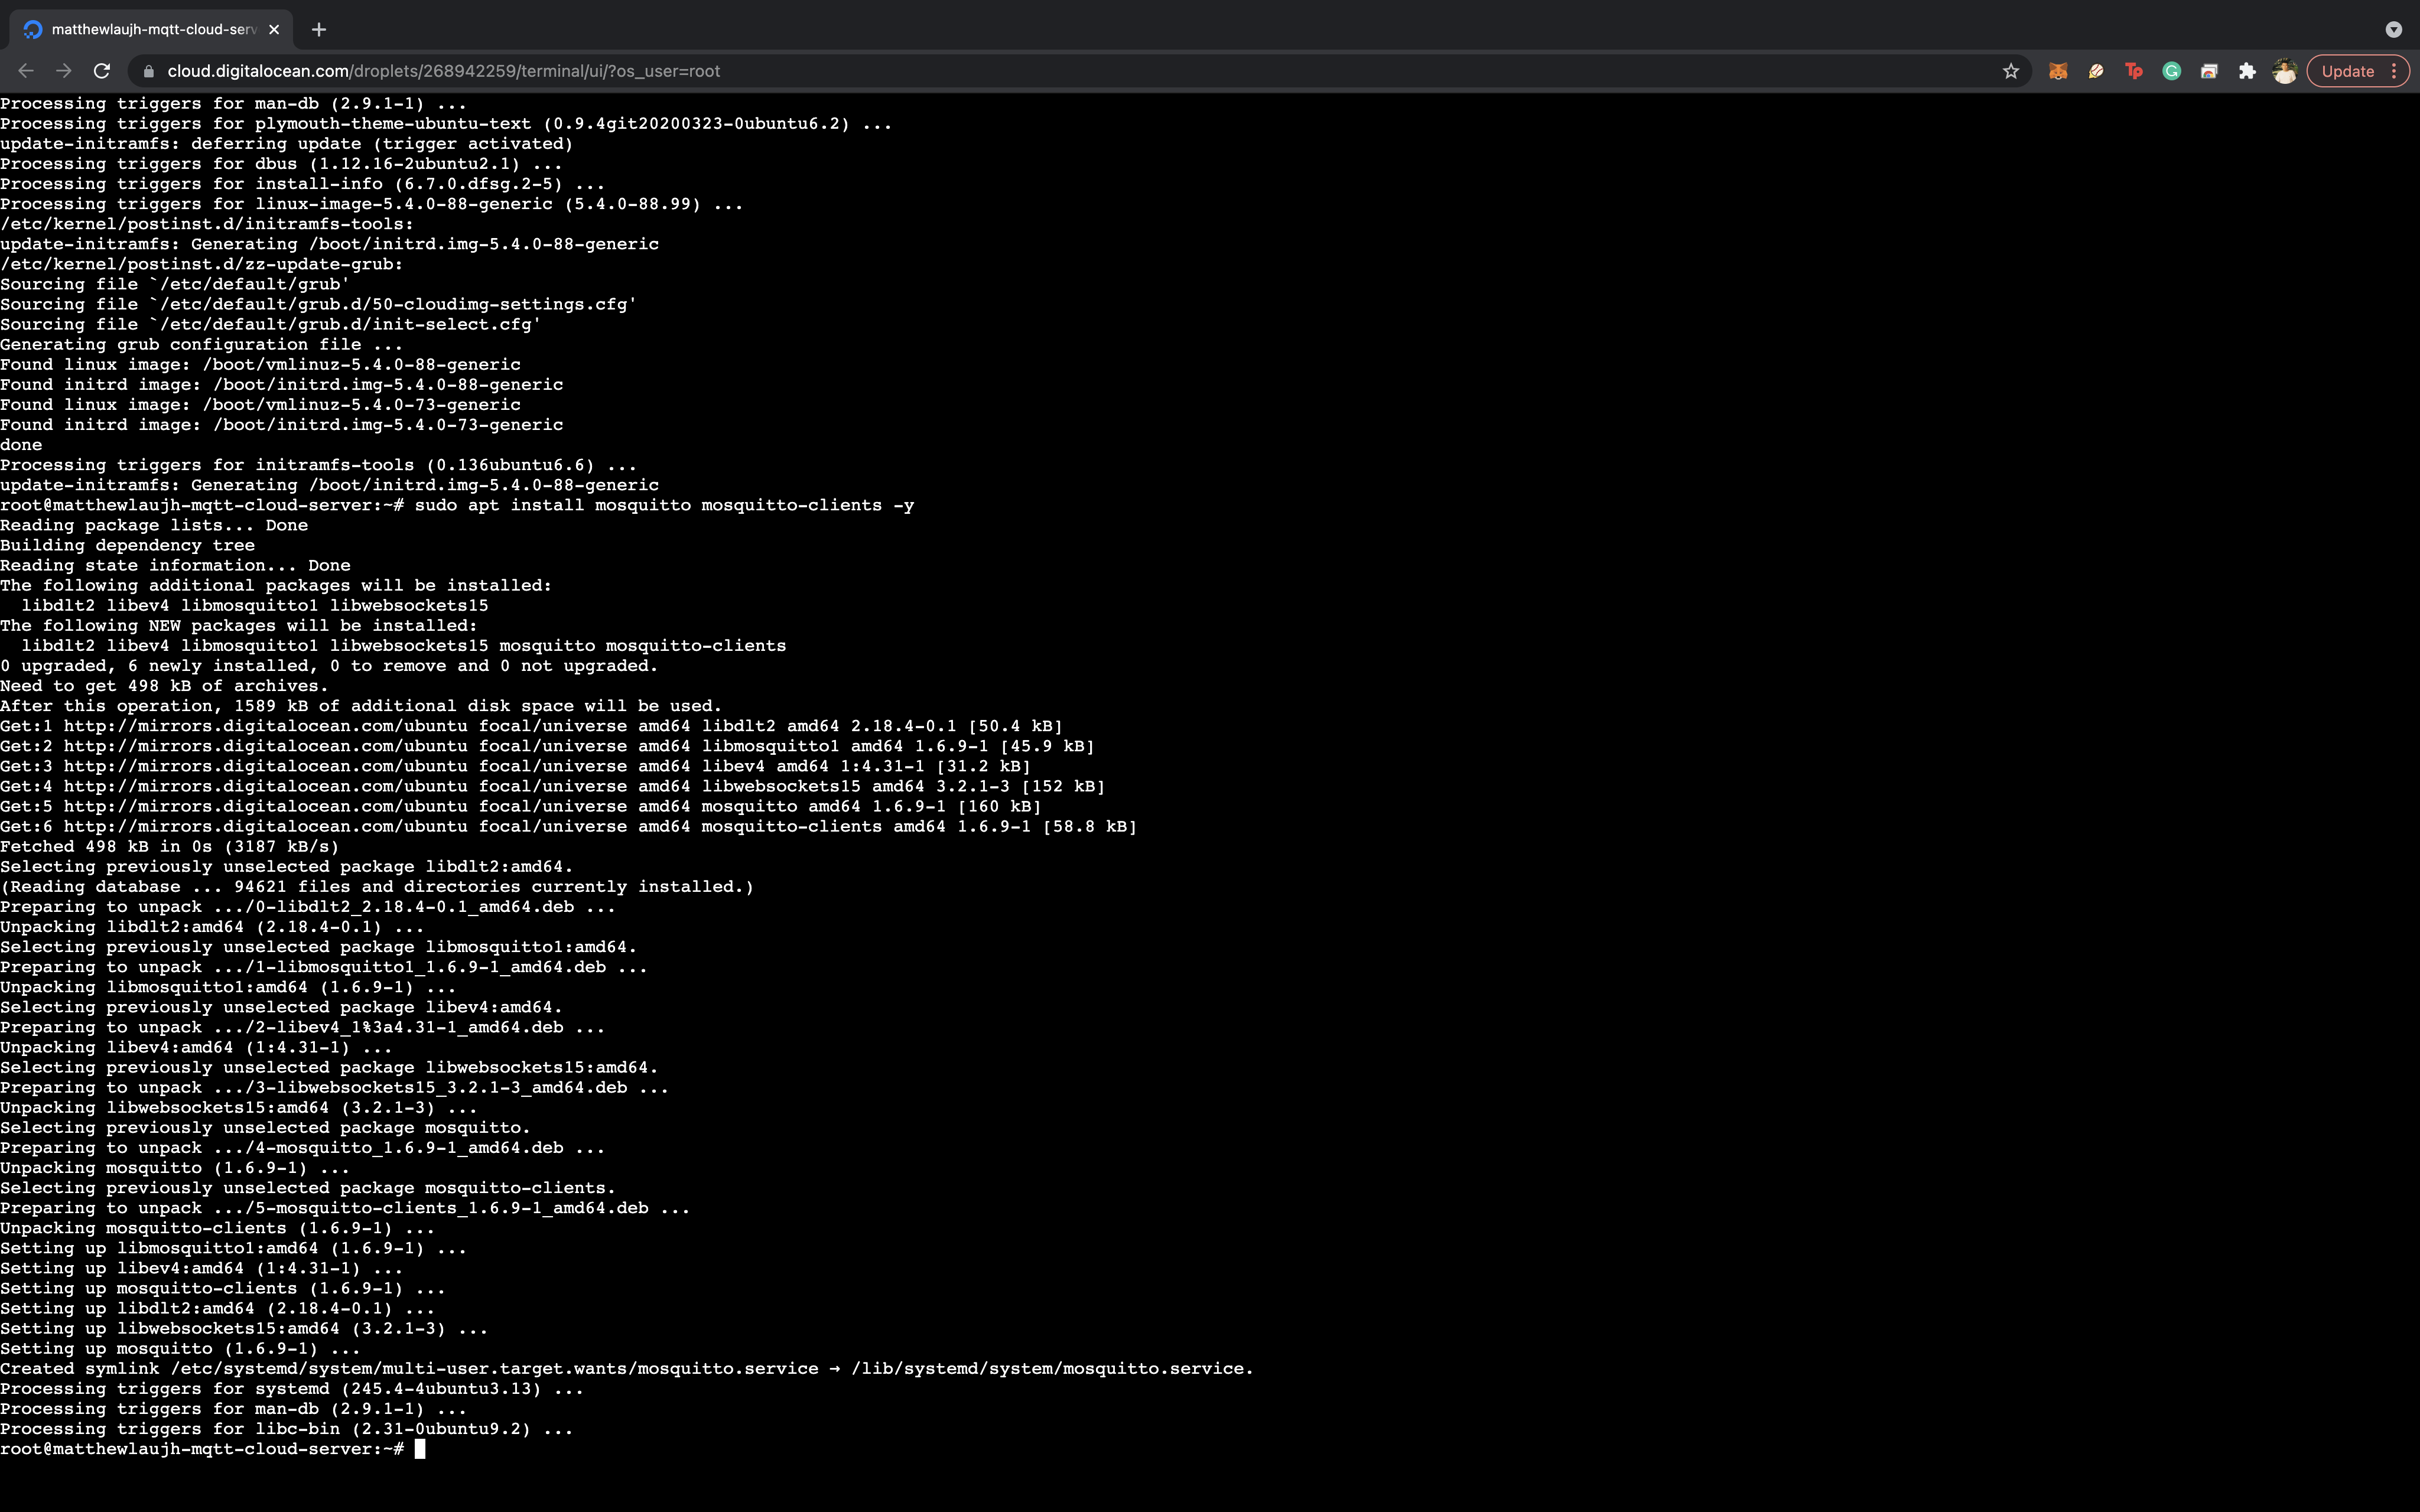 matthewlaujh-mqtt-cloud-serv
cloud.digitalocean.com/droplets/268942259/terminal/ui/?os_user=root
Tp
G
Update
Processing triggers for man-db (2.9.1-1) ...
Processing triggers for plymouth-theme-ubuntu-text (0.9.4git20200323-0ubuntu6.2) ...
update-initramfs: deferring update (trigger activated)
Processing triggers for dbus (1.12.16-2ubuntu2.1) ...
Processing triggers for install-info (6.7.0.dfsg.2-5) ...
Processing triggers for linux-image-5.4.0-88-generic (5.4.0-88.99) ...
/etc/kernel/postinst.d/initramfs-tools:
update-initramfs: Generating /boot/initrd.img-5.4.0-88-generic
/etc/kernel/postinst.d/zz-update-grub:
Sourcing file `/etc/default/grub'
Sourcing file `/etc/default/grub.d/50-cloudimg-settings.cfg'
Sourcing file `/etc/default/grub.d/init-select.cfg'
Generating grub configuration file ...
Found linux image: /boot/vmlinuz-5.4.0-88-generic
Found initrd image: /boot/initrd.img-5.4.0-88-generic
Found linux image: /boot/vmlinuz-5.4.0-73-generic
Found initrd image: /boot/initrd.img-5.4.0-73-generic
done
Processing triggers for initramfs-tools (0.136ubuntu6.6) ...
update-initramfs: Generating /boot/initrd.img-5.4.0-88-generic
root@matthewlaujh-mqtt-cloud-server:~# sudo apt install mosquitto mosquitto-clients -y
Reading package lists... Done
Building dependency tree
Reading state information... Done
The following additional packages will be installed:
  libdlt2 libev4 libmosquitto1 libwebsockets15
The following NEW packages will be installed:
  libdlt2 libev4 libmosquitto1 libwebsockets15 mosquitto mosquitto-clients
0 upgraded, 6 newly installed, 0 to remove and 0 not upgraded.
Need to get 498 kB of archives.
After this operation, 1589 kB of additional disk space will be used.
Get:1 http://mirrors.digitalocean.com/ubuntu focal/universe amd64 libdlt2 amd64 2.18.4-0.1 [50.4 kB]
Get:2 http://mirrors.digitalocean.com/ubuntu focal/universe amd64 libmosquitto1 amd64 1.6.9-1 [45.9 kB]
Get:3 http://mirrors.digitalocean.com/ubuntu focal/universe amd64 libev4 amd64 1:4.31-1 [31.2 kB]
Get:4 http://mirrors.digitalocean.com/ubuntu focal/universe amd64 libwebsockets15 amd64 3.2.1-3 [152 kB]
Get:5 http://mirrors.digitalocean.com/ubuntu focal/universe amd64 mosquitto amd64 1.6.9-1 [160 kB]
Get:6 http://mirrors.digitalocean.com/ubuntu focal/universe amd64 mosquitto-clients amd64 1.6.9-1 [58.8 kB]
Fetched 498 kB in 0s (3187 kB/s)
Selecting previously unselected package libdlt2:amd64.
(Reading database ... 94621 files and directories currently installed.)
Preparing to unpack .../0-libdlt2_2.18.4-0.1_amd64.deb ...
Unpacking libdlt2:amd64 (2.18.4-0.1) ...
Selecting previously unselected package libmosquitto1:amd64.
Preparing to unpack .../1-libmosquitto1_1.6.9-1_amd64.deb ...
Unpacking libmosquitto1:amd64 (1.6.9-1) ...
Selecting previously unselected package libev4:amd64.
Preparing to unpack .../2-libev4_1%3a4.31-1_amd64.deb ...
Unpacking libev4:amd64 (1:4.31-1) ...
Selecting previously unselected package libwebsockets15:amd64.
Preparing to unpack .../3-libwebsockets15_3.2.1-3_amd64.deb ...
Unpacking libwebsockets15:amd64 (3.2.1-3) ...
Selecting previously unselected package mosquitto.
Preparing to unpack .../4-mosquitto_1.6.9-1_amd64.deb ...
Unpacking mosquitto (1.6.9-1) ...
Selecting previously unselected package mosquitto-clients.
Preparing to unpack .../5-mosquitto-clients_1.6.9-1_amd64.deb ...
Unpacking mosquitto-clients (1.6.9-1) ...
Setting up libmosquitto1:amd64 (1.6.9-1) ...
Setting up libev4:amd64 (1:4.31-1) ...
Setting up mosquitto-clients (1.6.9-1) ...
Setting up libdlt2:amd64 (2.18.4-0.1) ...
Setting up libwebsockets15:amd64 (3.2.1-3) ...
Setting up mosquitto (1.6.9-1) ...
Created symlink /etc/systemd/system/multi-user.target.wants/mosquitto.service → /lib/systemd/system/mosquitto.service.
Processing triggers for systemd (245.4-4ubuntu3.13) ...
Processing triggers for man-db (2.9.1-1) ...
Processing triggers for libc-bin (2.31-0ubuntu9.2) ...
root@matthewlaujh-mqtt-cloud-server:~#